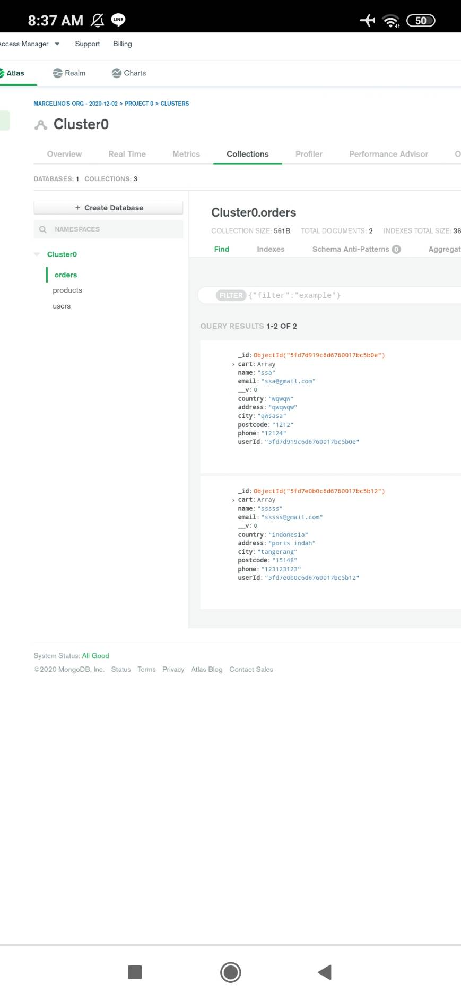 8:37 AM LINE 50
Access Manager Support Billing
Atlas Realm Charts
MARCELINO'S ORG - 2020-12-02 > PROJECT 0 > CLUSTERS
Cluster0
Overview Real Time Metrics Collections Profiler Performance Advisor O
DATABASES: 1 COLLECTIONS: 3
+ Create Database
NAMESPACES
Cluster0
orders
products
users
Cluster0.orders
COLLECTION SIZE: 561B TOTAL DOCUMENTS: 2 INDEXES TOTAL SIZE: 36
Find Indexes Schema Anti-Patterns 0 Aggregat
FILTER {"filter":"example"}
QUERY RESULTS 1-2 OF 2
_id: ObjectId("5fd7d919c6d6760017bc5b0e")
> cart: Array
name: "ssa"
email: "ssa@gmail.com"
__v: 0
country: "wqwqw"
address: "qwqwqw"
city: "qwsasa"
postcode: "1212"
phone: "12124"
userId: "5fd7d919c6d6760017bc5b0e"
_id: ObjectId("5fd7e0b0c6d6760017bc5b12")
> cart: Array
name: "sssss"
email: "sssss@gmail.com"
__v: 0
country: "indonesia"
address: "poris indah"
city: "tangerang"
postcode: "15148"
phone: "123123123"
userId: "5fd7e0b0c6d6760017bc5b12"
System Status: All Good
©2020 MongoDB, Inc. Status Terms Privacy Atlas Blog Contact Sales